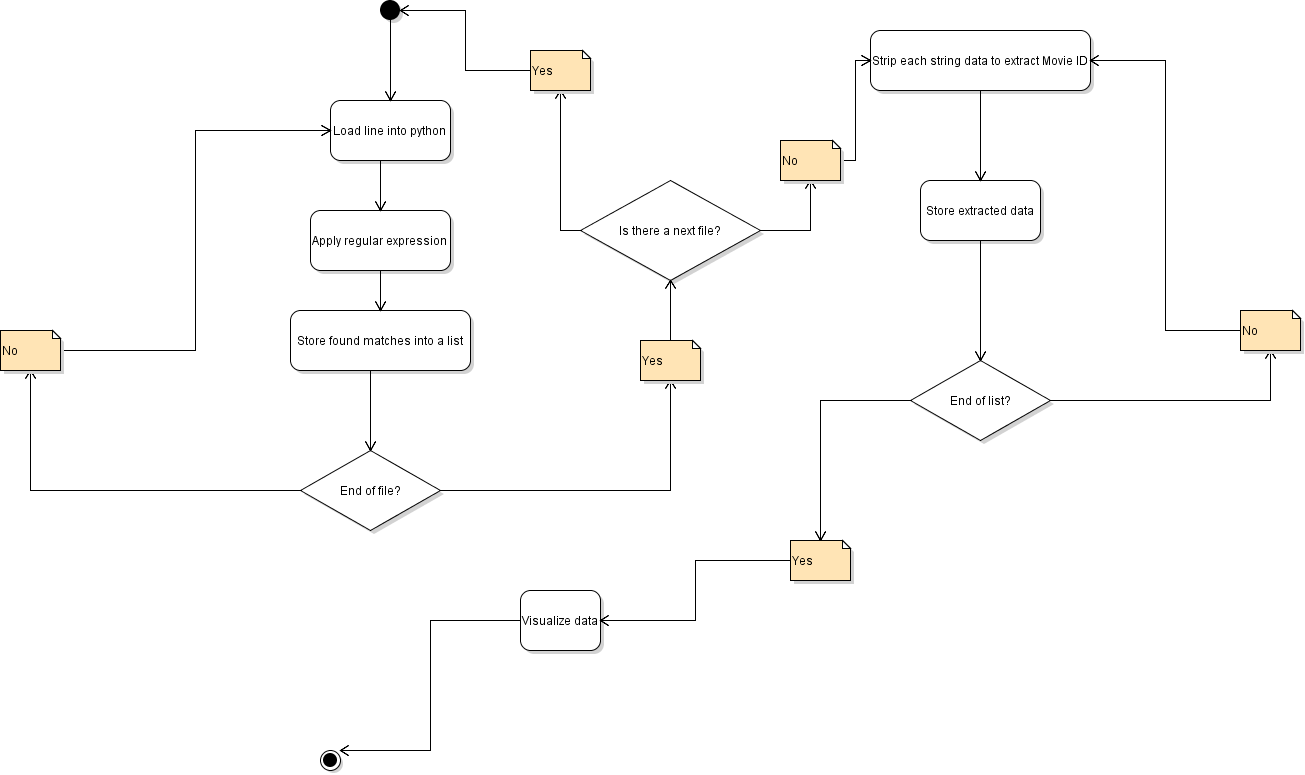 Yes
Strip each string data to extract Movie ID
Load line into python
No
Store extracted data
Is there a next file?
Apply regular expression
No
Store found matches into a list
No
Yes
End of list?
End of file?
Yes
Visualize data